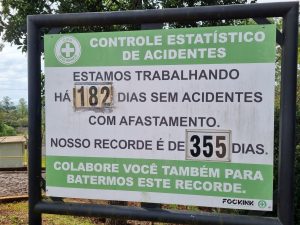 CONTROLE ESTATÍSTICO
DE ACIDENTES
ESTAMOS TRABALHANDO
HÁ 182 DIAS SEM ACIDENTES
COM AFASTAMENTO.
NOSSO RECORDE É DE 355 DIAS.
COLABORE VOCÊ TAMBÉM PARA
BATERMOS ESTE RECORDE.
FOCKINK